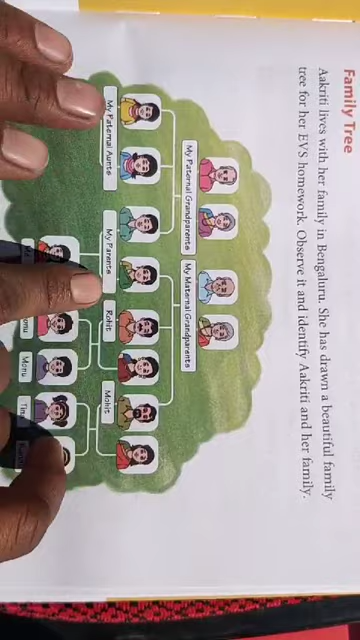 Family Tree
Aakriti lives with her family in Bengaluru. She has drawn a beautiful family
tree for her EVS homework. Observe it and identify Aakriti and her family.
My Paternal Grandparents
My Maternal Grandparents
My Paternal Aunts
My Parents
Rohit
Mohit
Monu